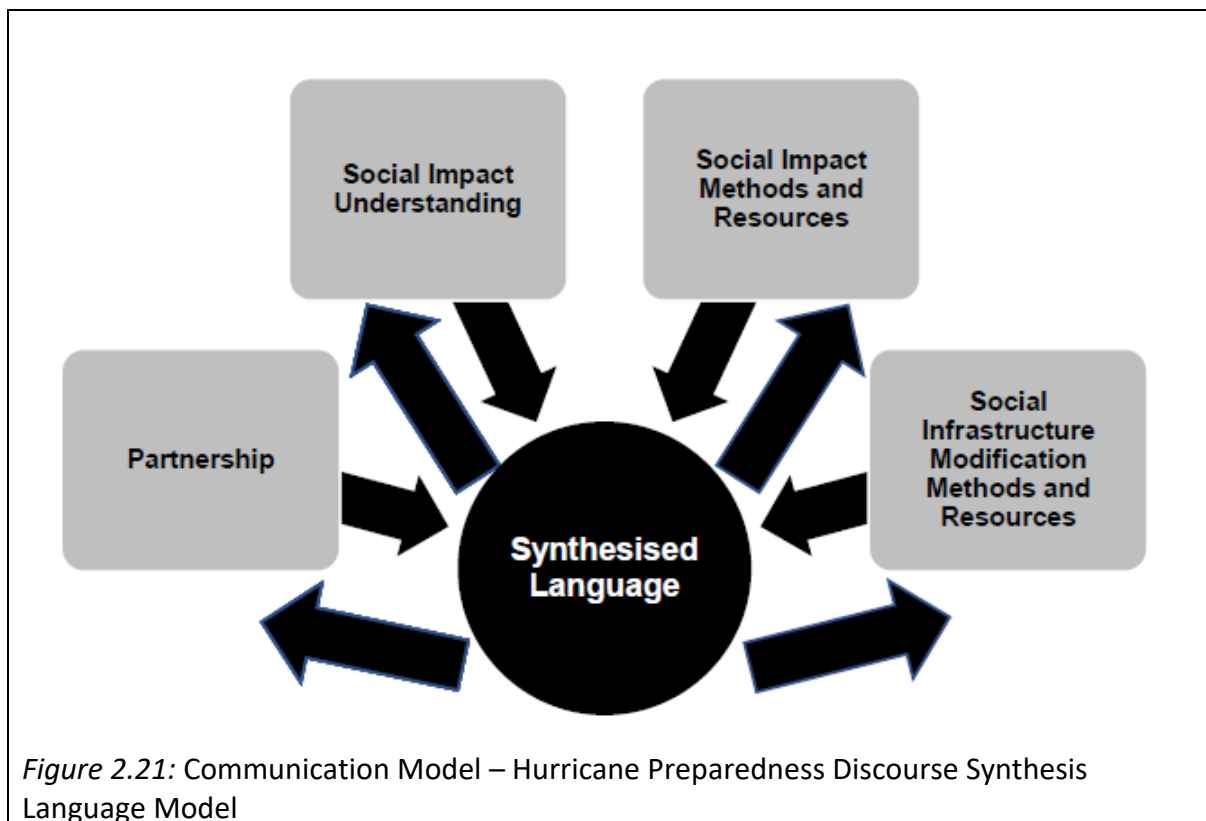 Social Impact
Understanding
Social Impact
Methods and
Resources
Partnership
Social
Infrastructure
Modification
Methods and
Resources
Synthesised
Language
Figure 2.21: Communication Model – Hurricane Preparedness Discourse Synthesis
Language Model